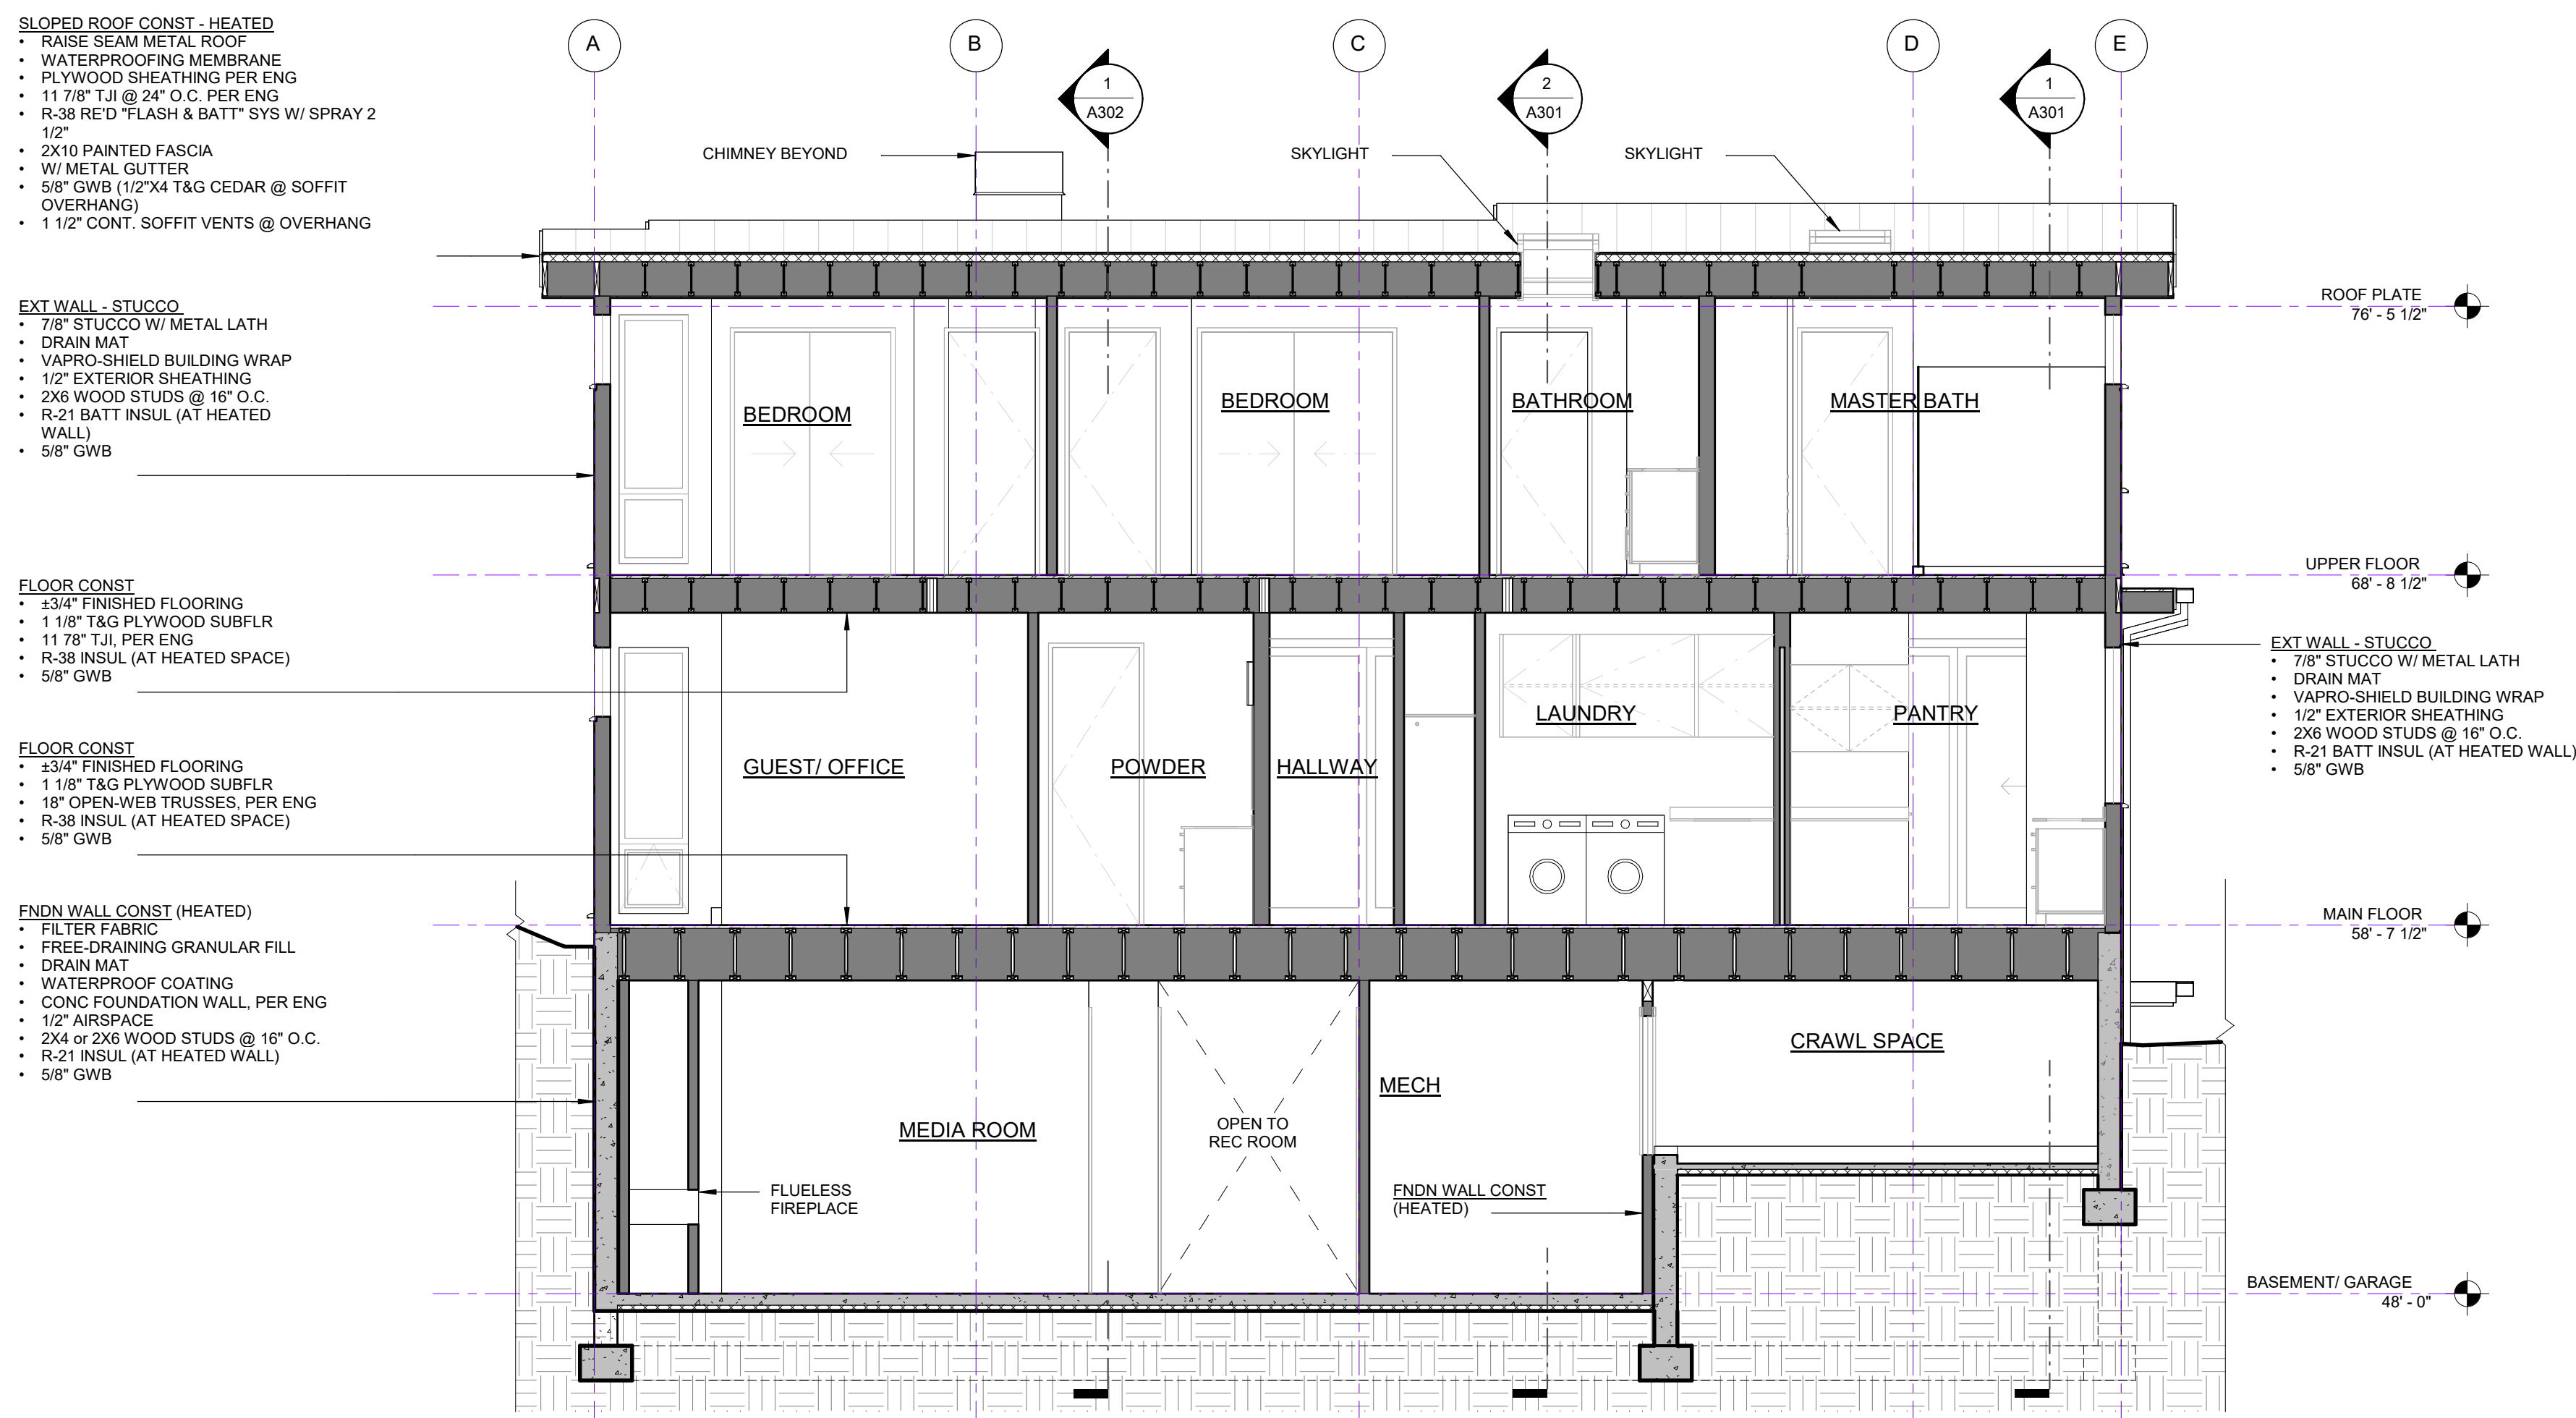 SLOPED ROOF CONST - HEATED
• RAISE SEAM METAL ROOF
• WATERPROOFING MEMBRANE
• PLYWOOD SHEATHING PER ENG
• 11 7/8" TJI @ 24" O.C. PER ENG
• R-38 RE'D "FLASH & BATT" SYS W/ SPRAY 2
1/2"
• 2X10 PAINTED FASCIA
• W/ METAL GUTTER
• 5/8" GWB (1/2"X4 T&G CEDAR @ SOFFIT
OVERHANG)
• 1 1/2" CONT. SOFFIT VENTS @ OVERHANG
EXT WALL - STUCCO
• 7/8" STUCCO W/ METAL LATH
• DRAIN MAT
• VAPRO-SHIELD BUILDING WRAP
• 1/2" EXTERIOR SHEATHING
• 2X6 WOOD STUDS @ 16" O.C.
• R-21 BATT INSUL (AT HEATED
WALL)
• 5/8" GWB
FLOOR CONST
• ±3/4" FINISHED FLOORING
• 1 1/8" T&G PLYWOOD SUBFLR
• 11 78" TJI, PER ENG
• R-38 INSUL (AT HEATED SPACE)
• 5/8" GWB
FLOOR CONST
• ±3/4" FINISHED FLOORING
• 1 1/8" T&G PLYWOOD SUBFLR
• 18" OPEN-WEB TRUSSES, PER ENG
• R-38 INSUL (AT HEATED SPACE)
• 5/8" GWB
FNDN WALL CONST (HEATED)
• FILTER FABRIC
• FREE-DRAINING GRANULAR FILL
• DRAIN MAT
• WATERPROOF COATING
• CONC FOUNDATION WALL, PER ENG
• 1/2" AIRSPACE
• 2X4 or 2X6 WOOD STUDS @ 16" O.C.
• R-21 INSUL (AT HEATED WALL)
• 5/8" GWB
A
B
C
D
E
1
A302
2
A301
1
A301
CHIMNEY BEYOND
SKYLIGHT
SKYLIGHT
BEDROOM
BEDROOM
BATHROOM
MASTER BATH
GUEST/ OFFICE
POWDER
HALLWAY
LAUNDRY
PANTRY
MEDIA ROOM
OPEN TO
REC ROOM
MECH
CRAWL SPACE
FLUELESS
FIREPLACE
FNDN WALL CONST
(HEATED)
ROOF PLATE
76' - 5 1/2"
UPPER FLOOR
68' - 8 1/2"
EXT WALL - STUCCO
• 7/8" STUCCO W/ METAL LATH
• DRAIN MAT
• VAPRO-SHIELD BUILDING WRAP
• 1/2" EXTERIOR SHEATHING
• 2X6 WOOD STUDS @ 16" O.C.
• R-21 BATT INSUL (AT HEATED WALL)
• 5/8" GWB
MAIN FLOOR
58' - 7 1/2"
BASEMENT/ GARAGE
48' - 0"